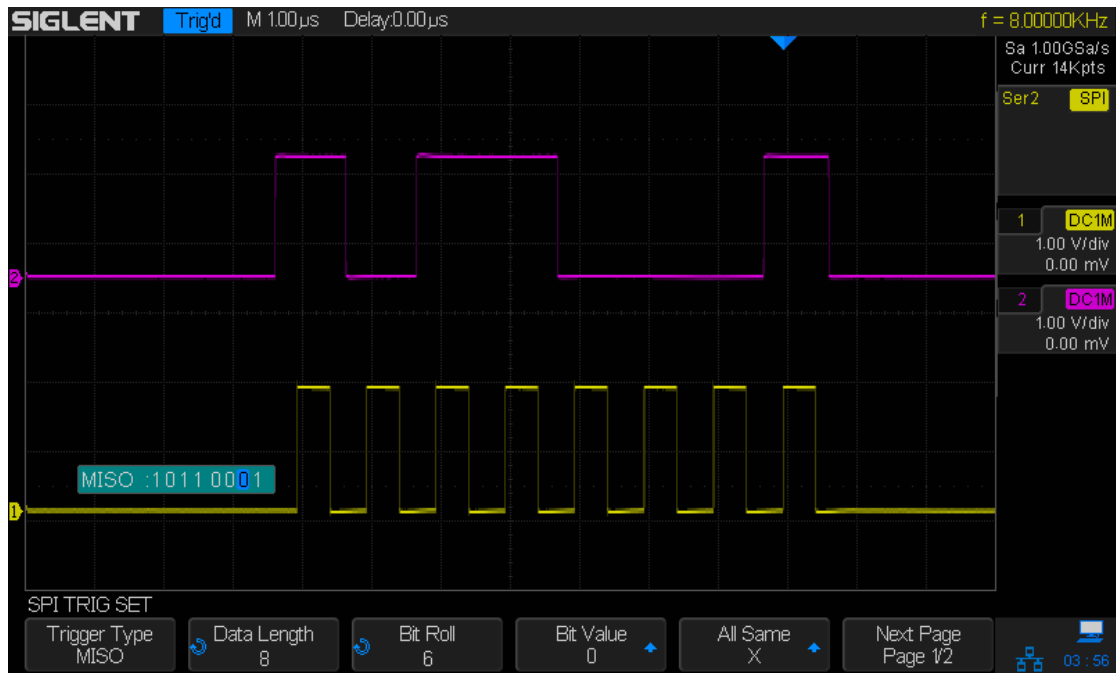 SIGLENT Trig'd M 1.00µs Delay:0.00µs f = 8.00000KHz
Sa 1.00GSa/s
Curr 14Kpts
Ser2 SPI
1 DC1M
1.00 V/div
0.00 mV
2
2 DC1M
1.00 V/div
0.00 mV
MISO :1011 0001
1
SPI TRIG SET
Trigger Type
MISO
Data Length
8
Bit Roll
6
Bit Value
0
All Same
X
Next Page
Page 1/2
03 : 56